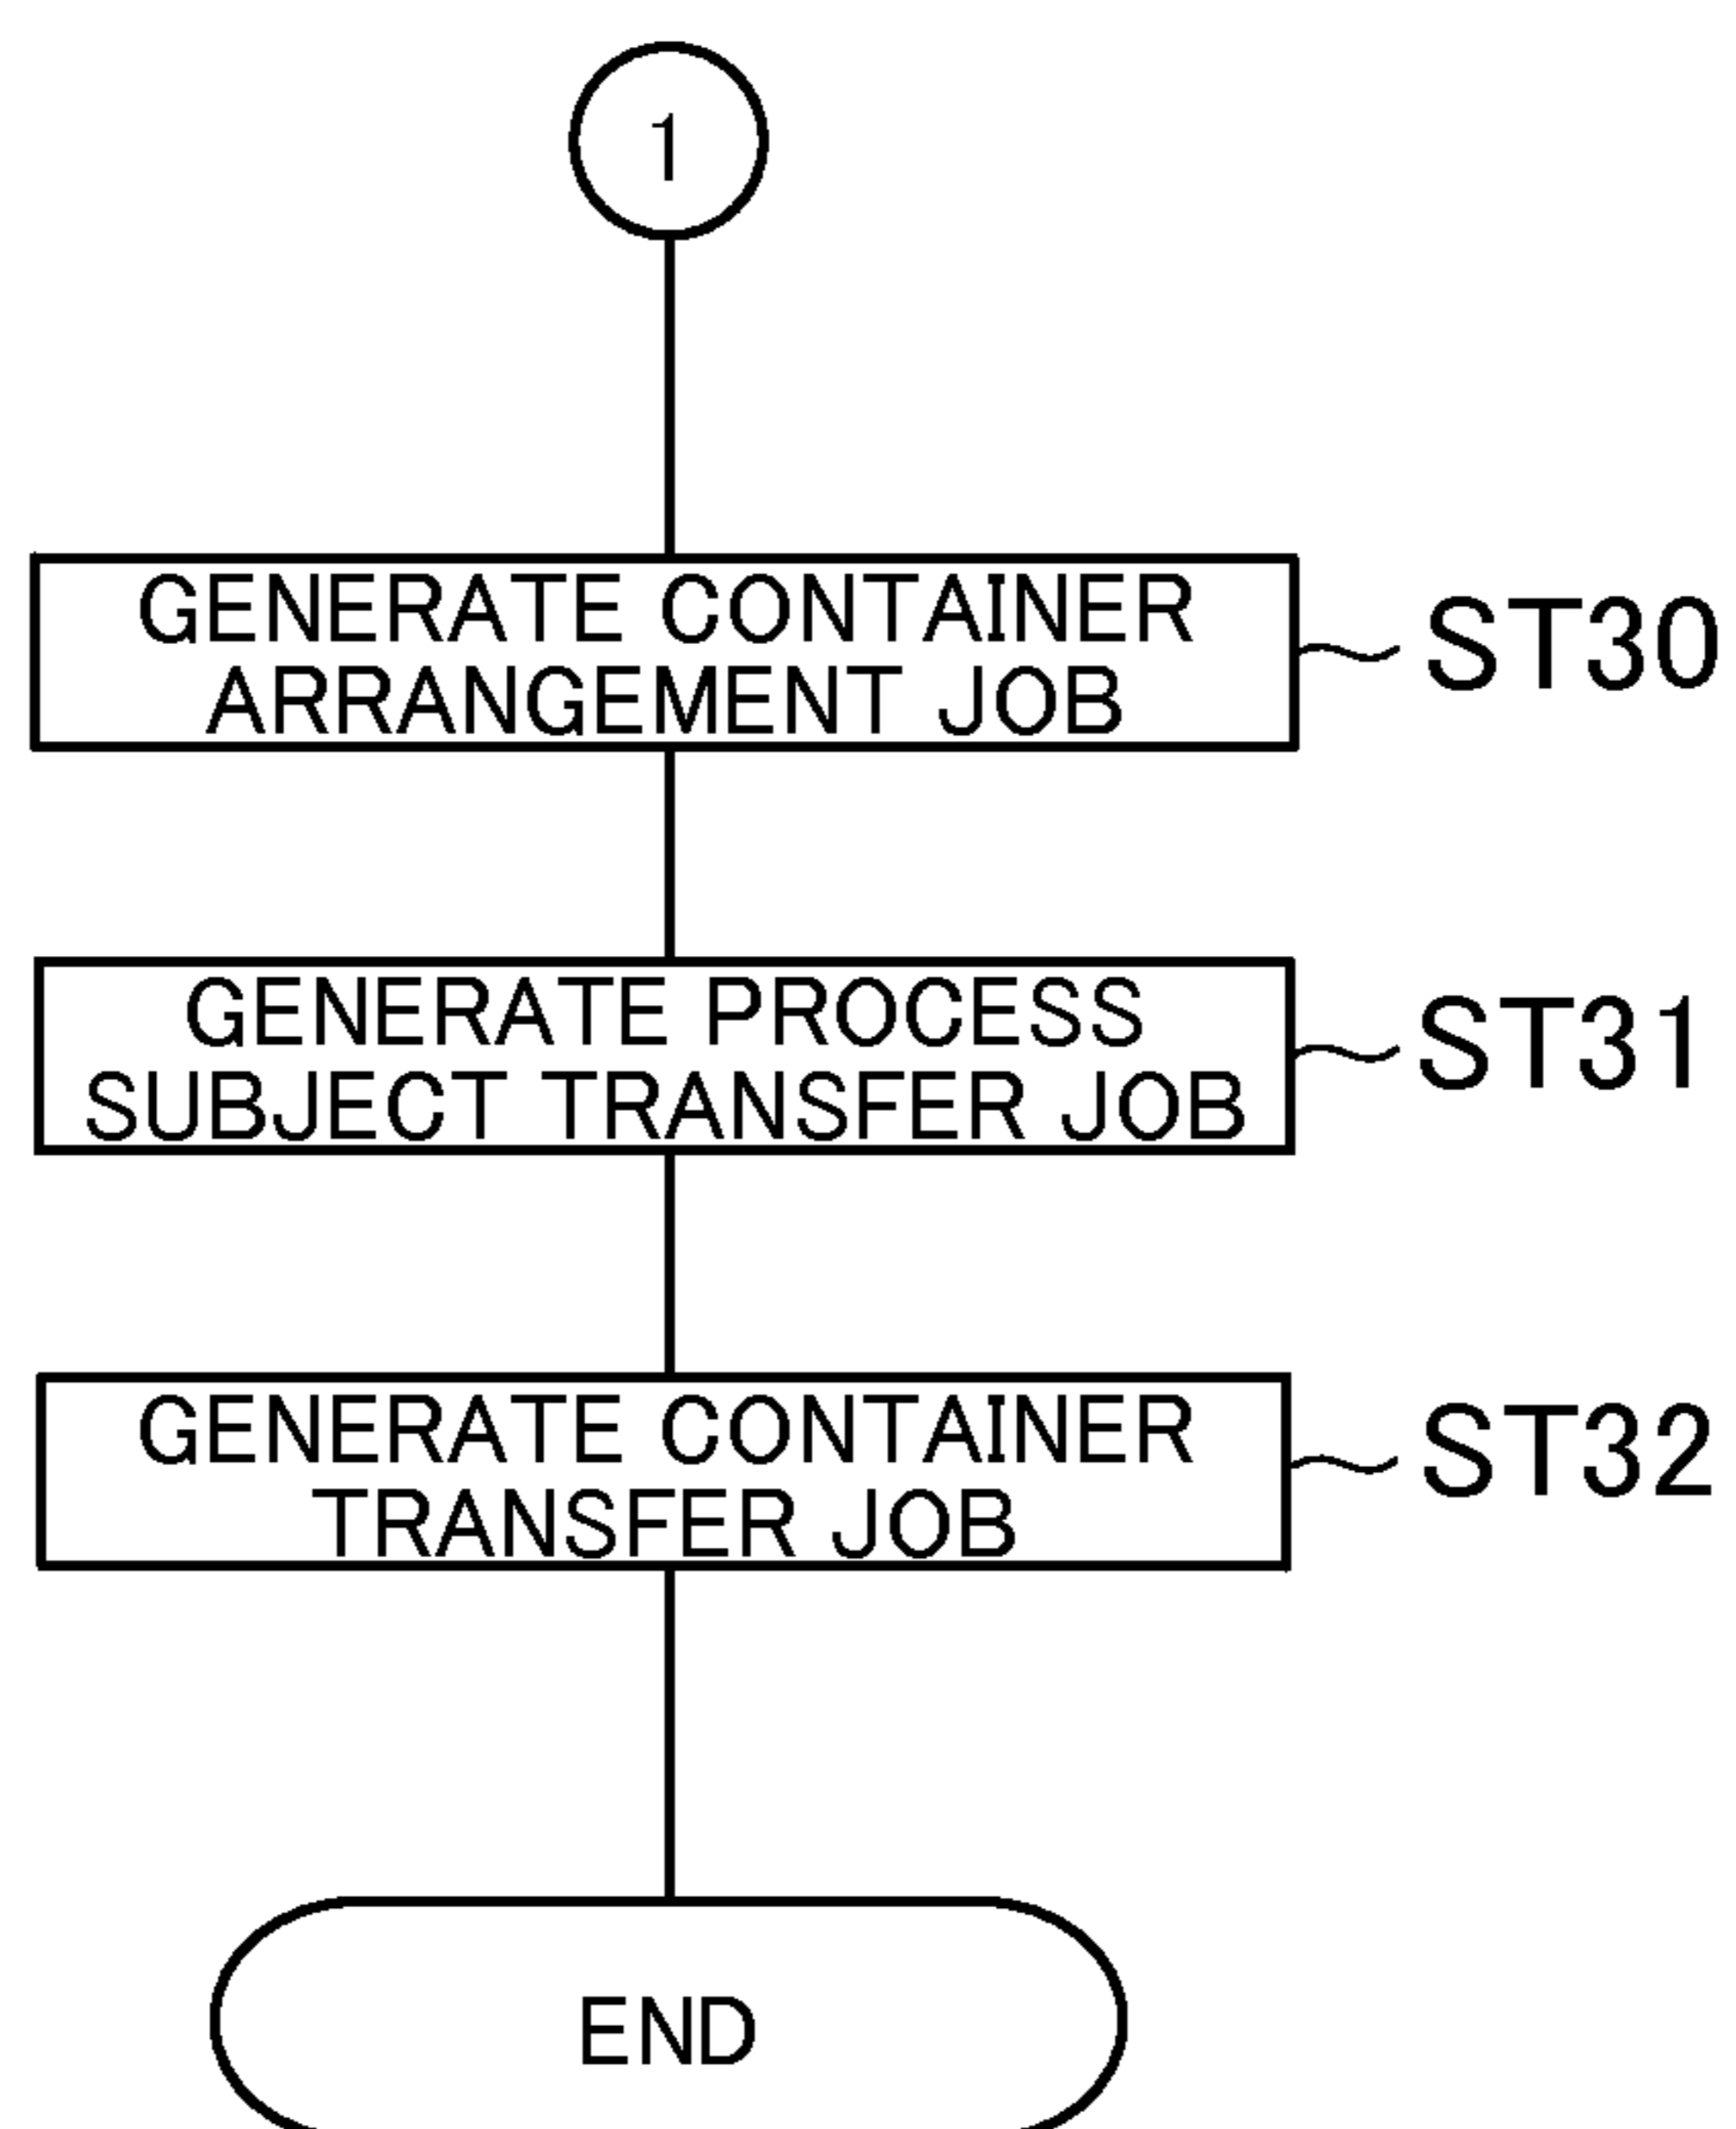 1
GENERATE CONTAINER
ARRANGEMENT JOB
ST30
GENERATE PROCESS
SUBJECT TRANSFER JOB
ST31
GENERATE CONTAINER
TRANSFER JOB
ST32
END